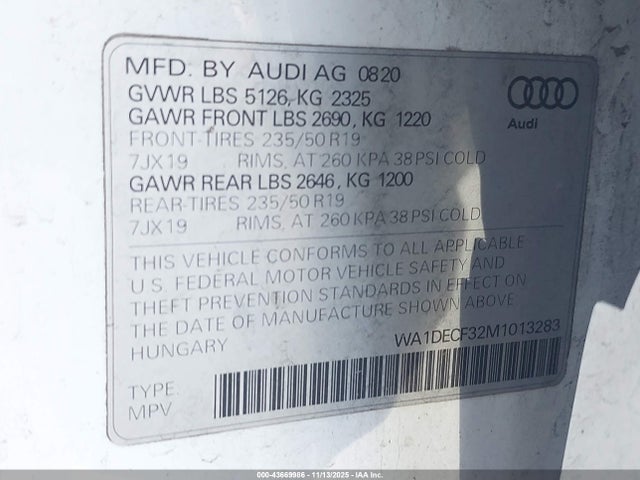 MFD. BY AUDI AG 0820
GVWR LBS 5126, KG 2325
GAWR FRONT LBS 2690, KG 1220
FRONT-TIRES 235/50 R19
7JX19 RIMS, AT 260 KPA 38 PSI COLD
GAWR REAR LBS 2646, KG 1200
REAR-TIRES 235/50 R19
7JX19 RIMS, AT 260 KPA 38 PSI COLD
Audi
THIS VEHICLE CONFORMS TO ALL APPLICABLE
U.S. FEDERAL MOTOR VEHICLE SAFETY AND
THEFT PREVENTION STANDARDS IN EFFECT ON
THE DATE OF MANUFACTURE SHOWN ABOVE
HUNGARY WA1DECF32M1013283
TYPE:
MPV
000-43669986 - 11/13/2025 - IAA, Inc.